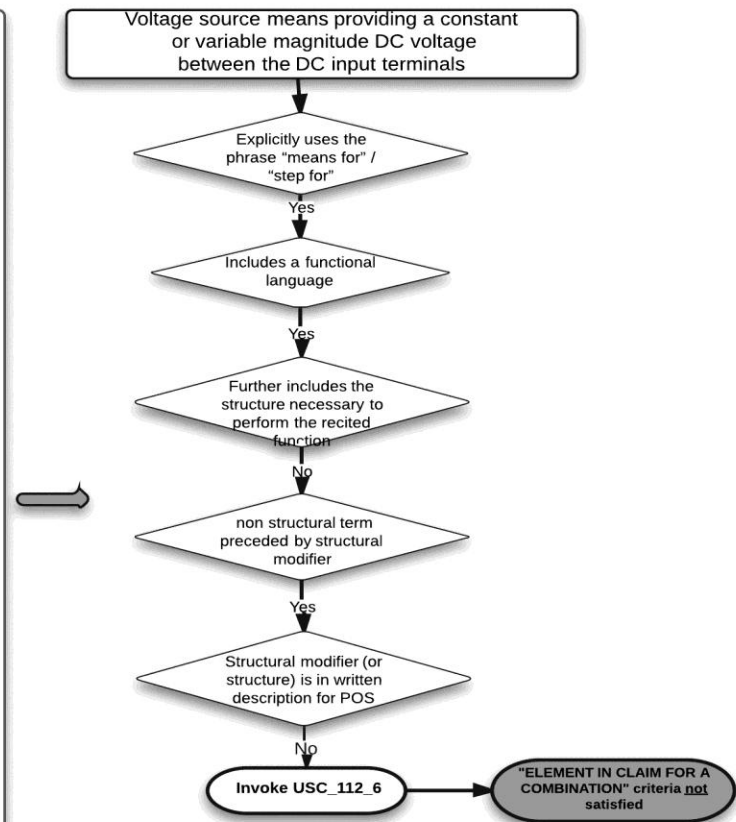 Voltage source means providing a constant
or variable magnitude DC voltage
between the DC input terminals
Explicitly uses the
phrase “means for” /
“step for”
Yes
Includes a functional
language
Yes
Further includes the
structure necessary to
perform the recited
function
No
non structural term
preceded by structural
modifier
Yes
Structural modifier (or
structure) is in written
description for POS
No
Invoke USC_112_6
"ELEMENT IN CLAIM FOR A
COMBINATION" criteria not
satisfied